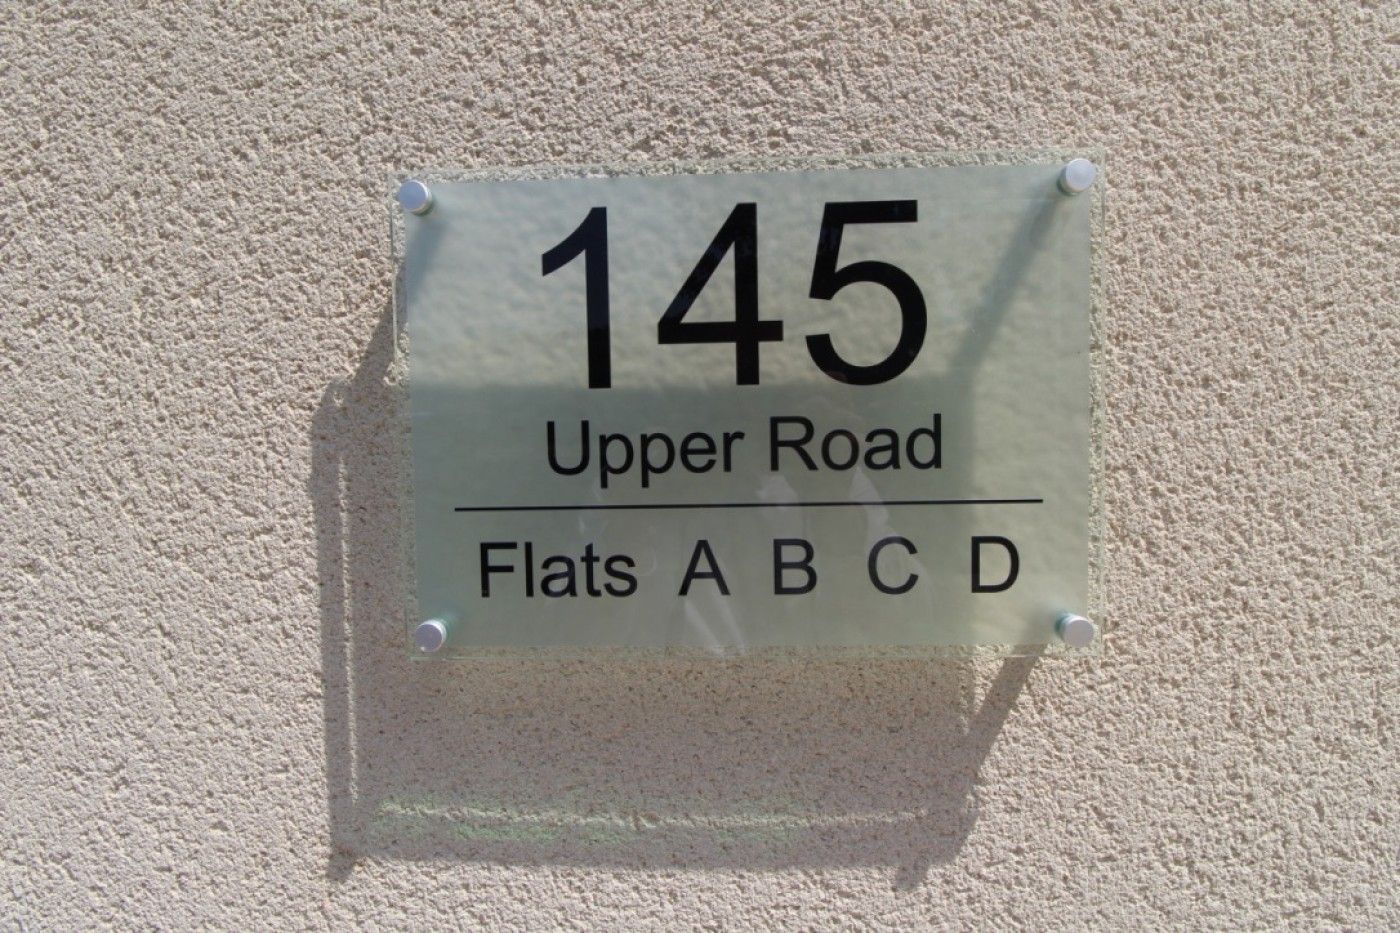 145
Upper Road
Flats A B C D